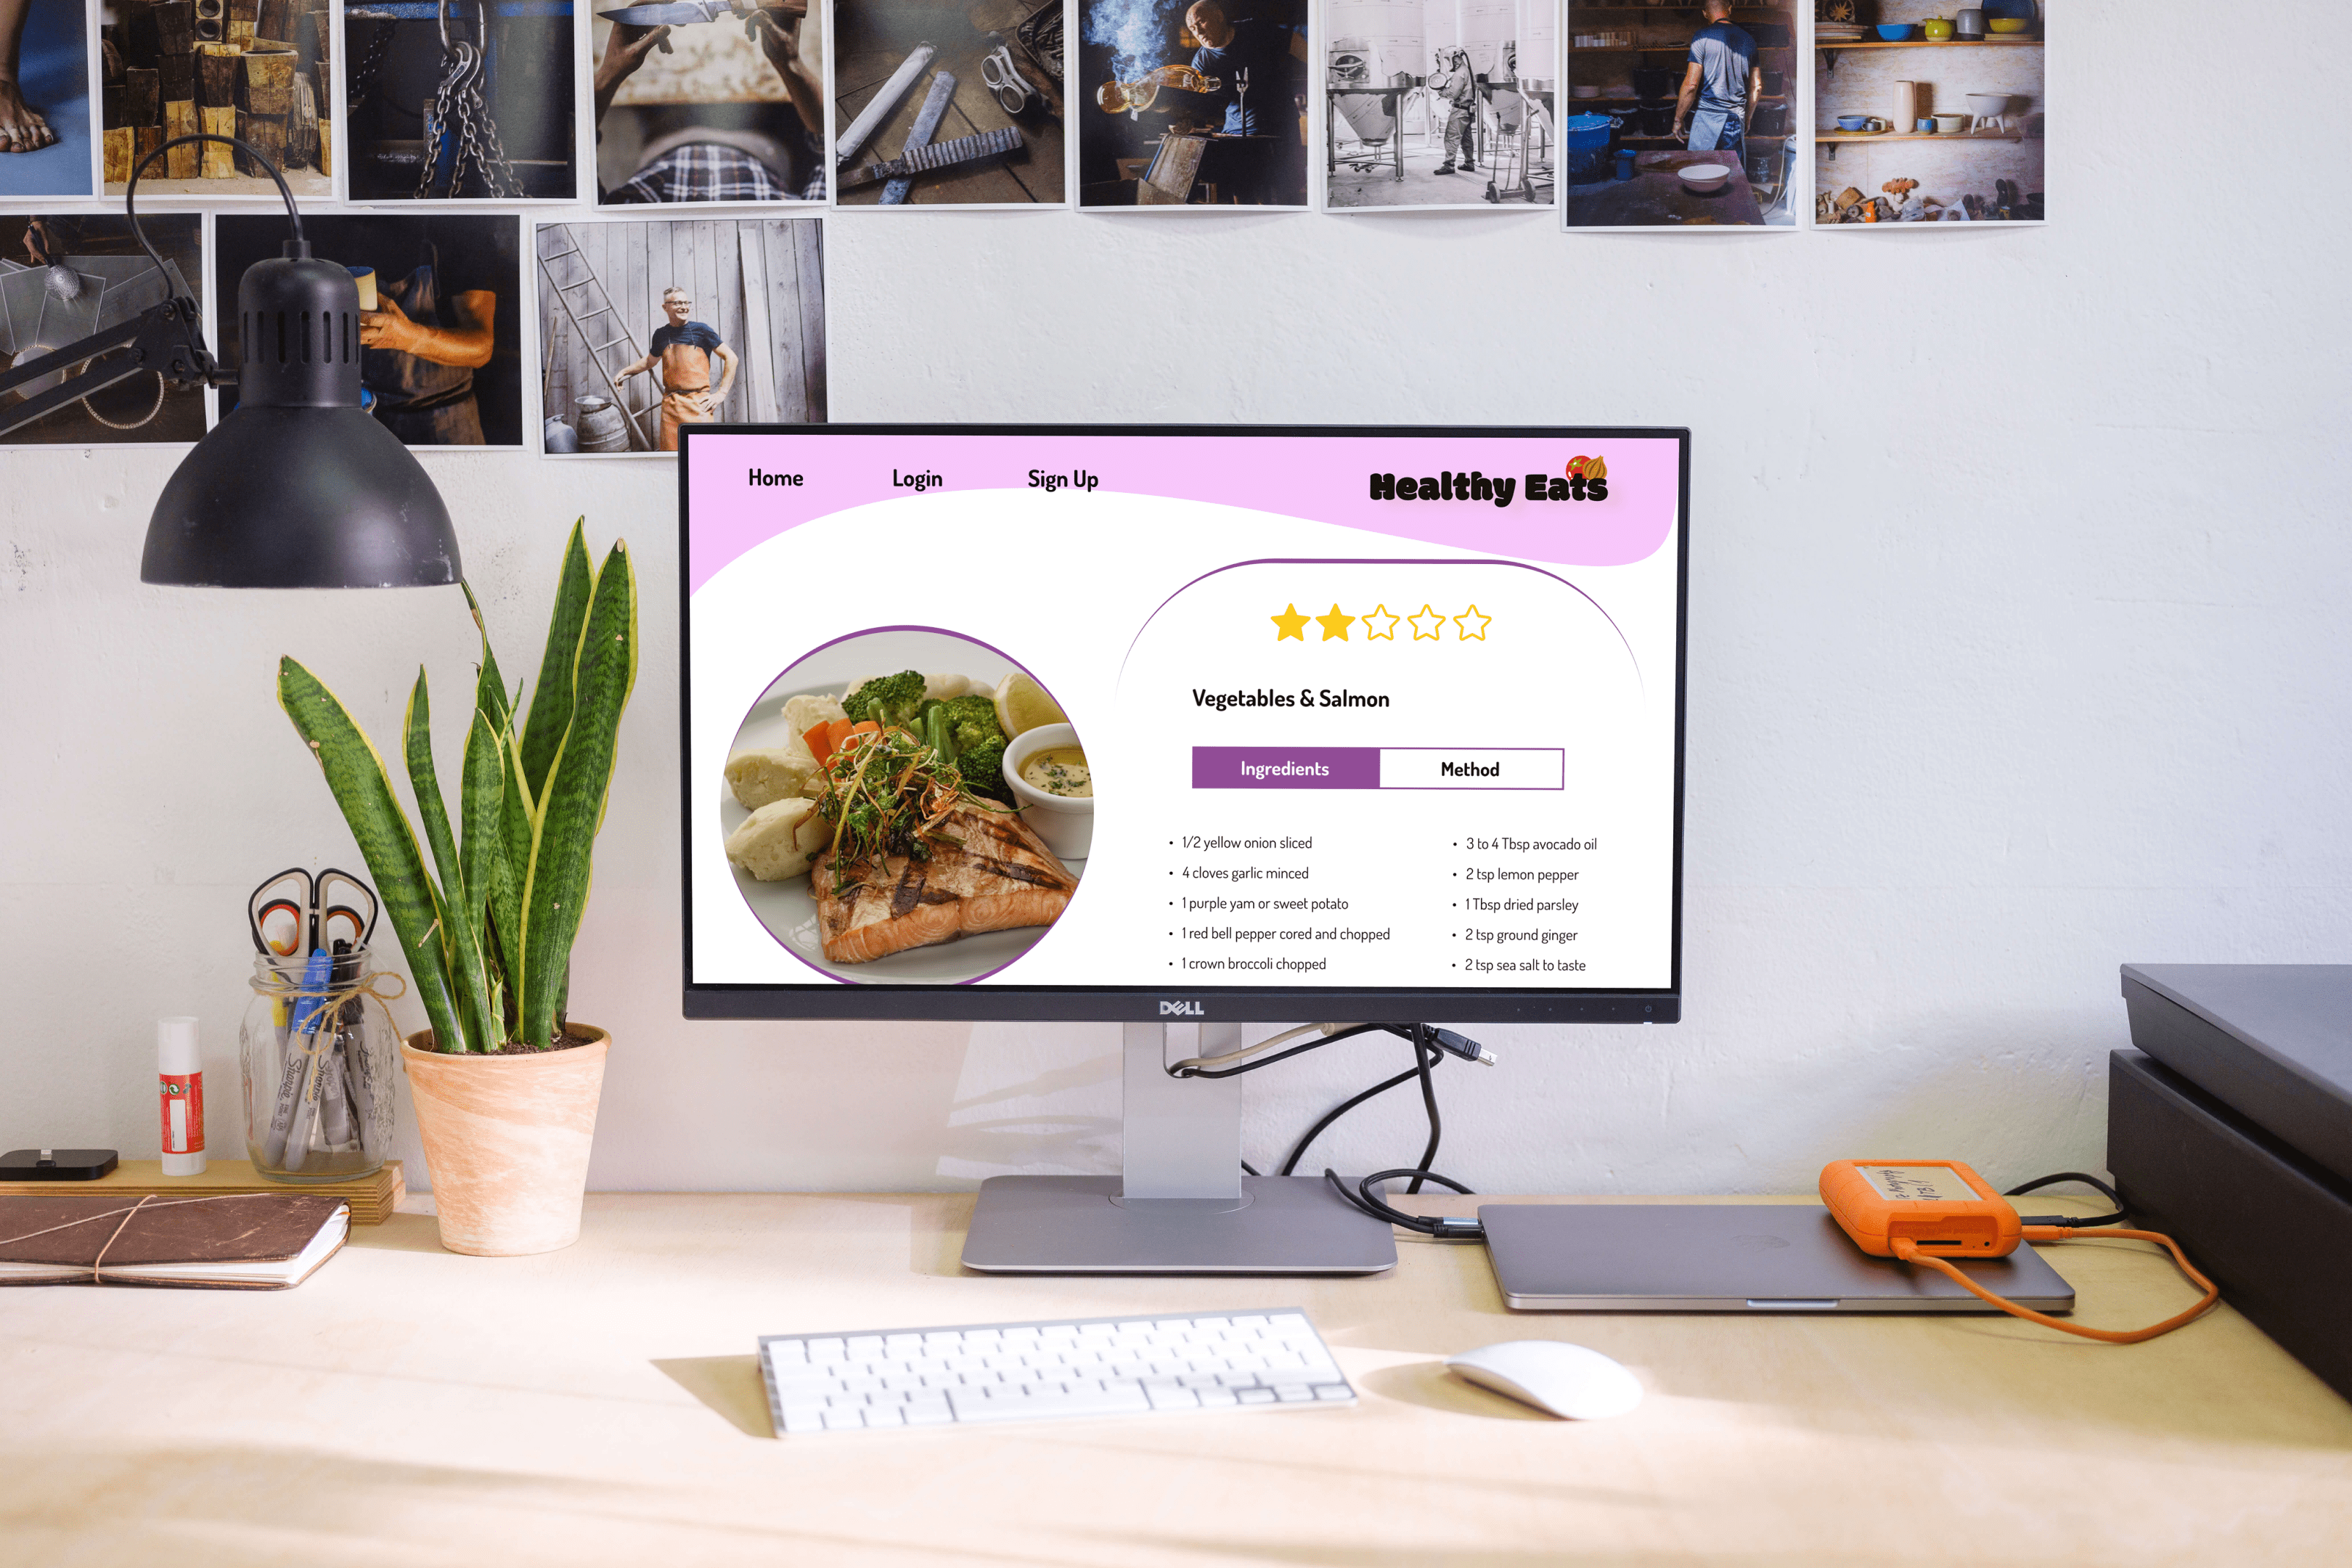 Home
Login
Sign Up
Healthy Eats
Vegetables & Salmon
Ingredients
Method
• 1/2 yellow onion sliced
• 4 cloves garlic minced
• 1 purple yam or sweet potato
• 1 red bell pepper cored and chopped
• 1 crown broccoli chopped
• 3 to 4 Tbsp avocado oil
• 2 tsp lemon pepper
• 1 Tbsp dried parsley
• 2 tsp ground ginger
• 2 tsp sea salt to taste
DELL
Sharpie
Sharpie